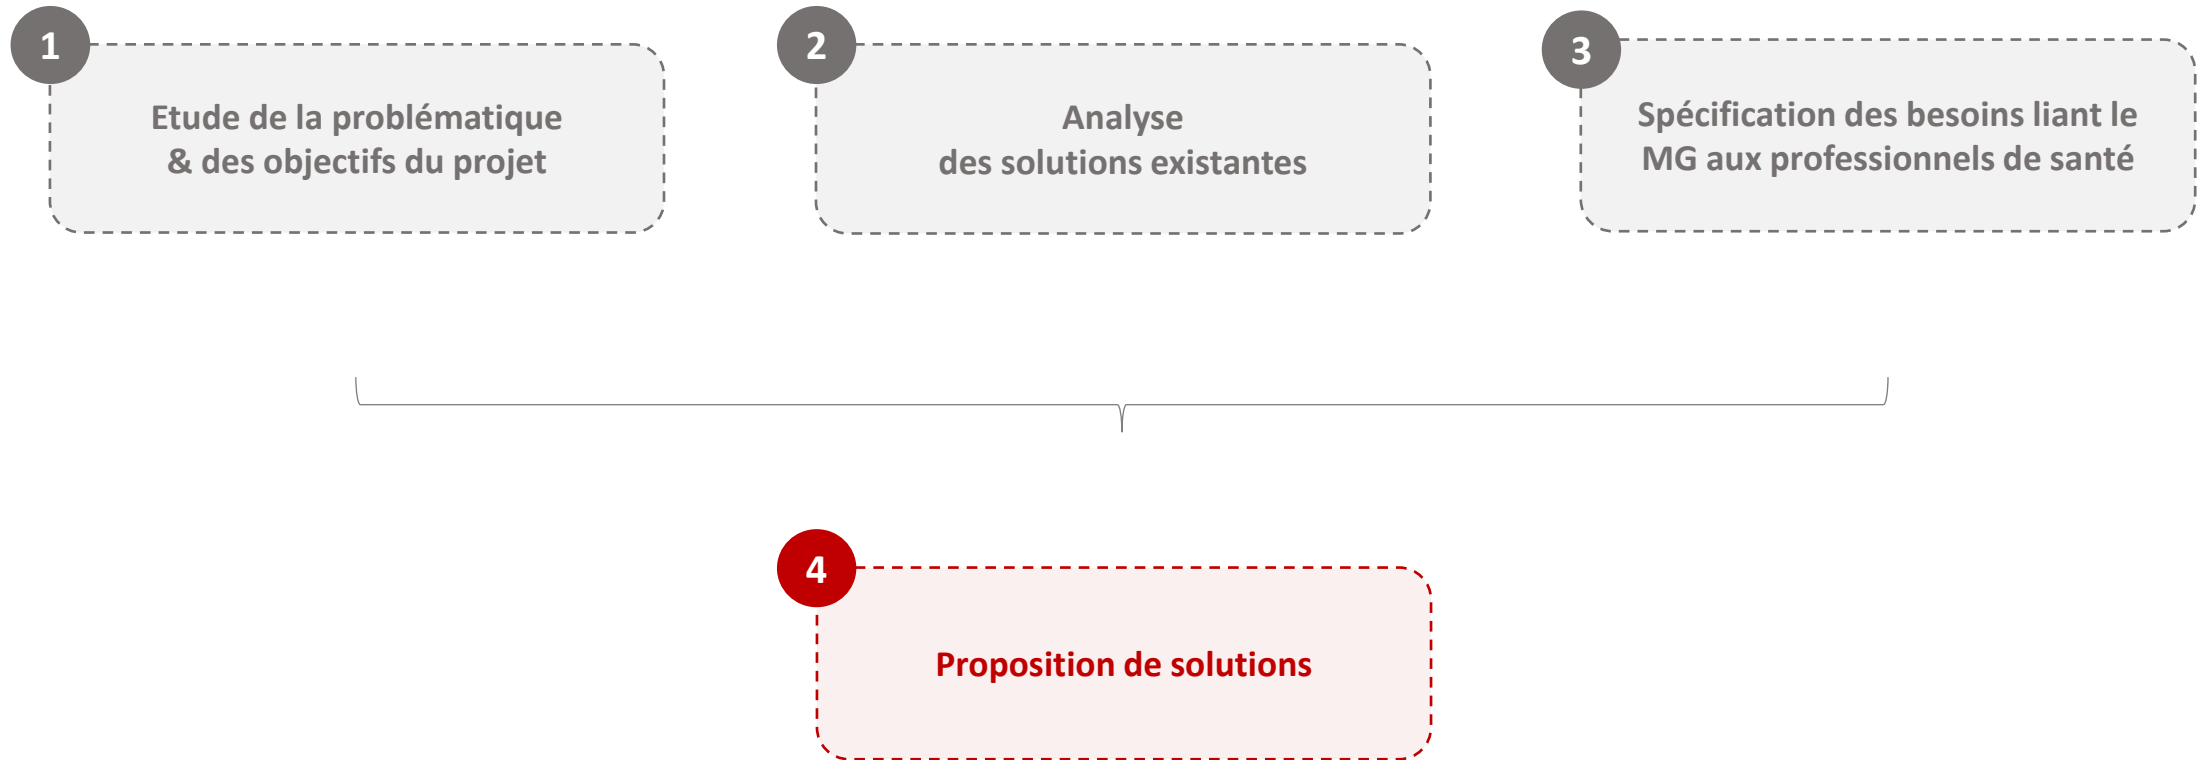 1
Etude de la problématique
& des objectifs du projet
2
Analyse
des solutions existantes
3
Spécification des besoins liant le
MG aux professionnels de santé
4
Proposition de solutions